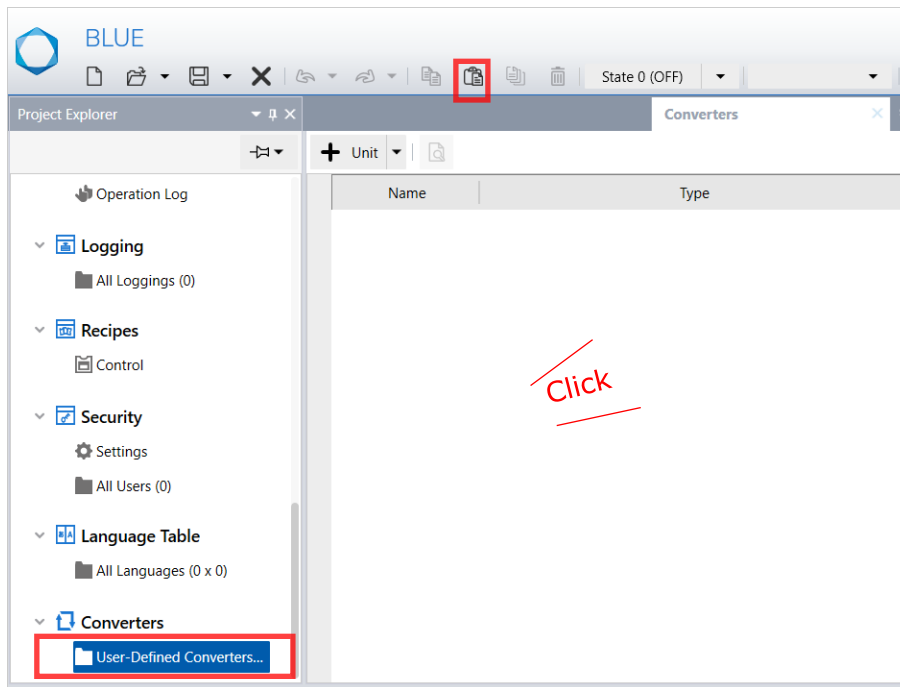 BLUE
State 0 (OFF)
Project Explorer
Converters
Unit
Name Type
Operation Log
Logging
All Loggings (0)
Recipes
Control
Click
Security
Settings
All Users (0)
Language Table
All Languages (0 x 0)
Converters
User-Defined Converters...